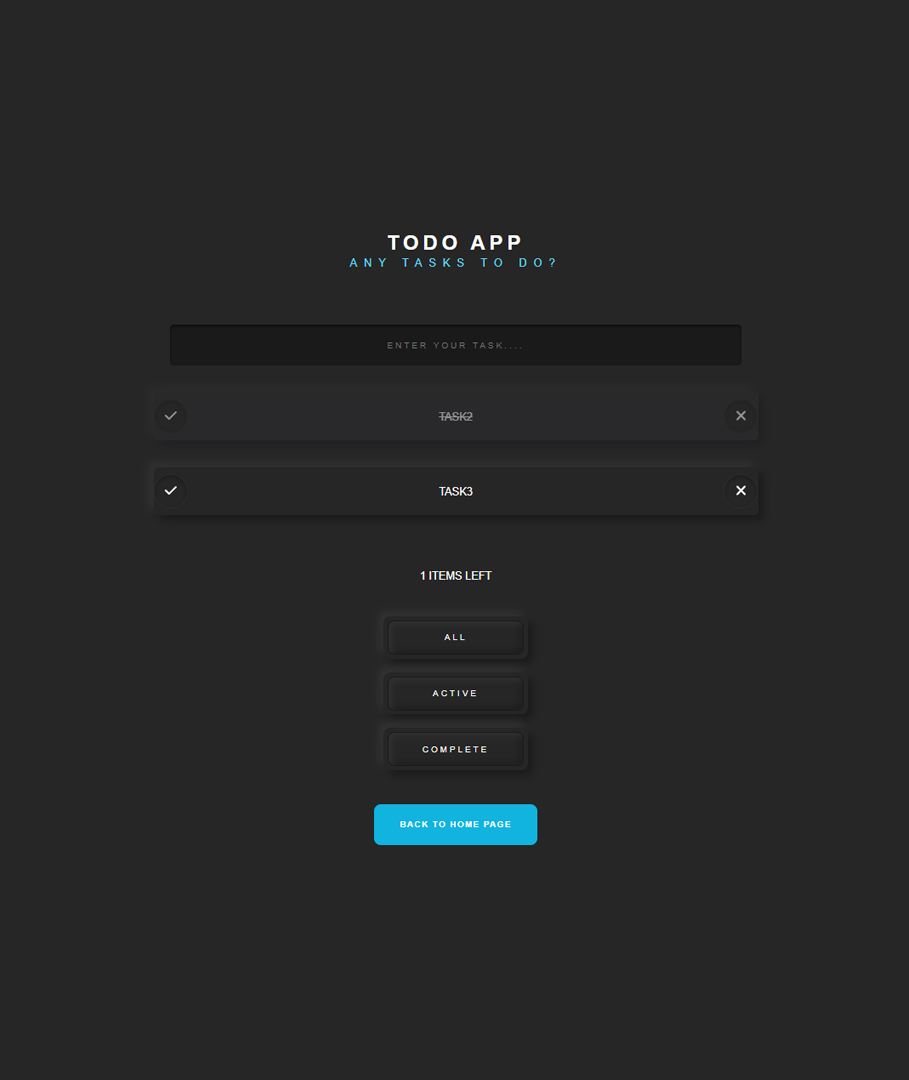 TODO APP
ANY TASKS TO DO?
ENTER YOUR TASK....
TASK2
TASK3
1 ITEMS LEFT
ALL
ACTIVE
COMPLETE
BACK TO HOME PAGE